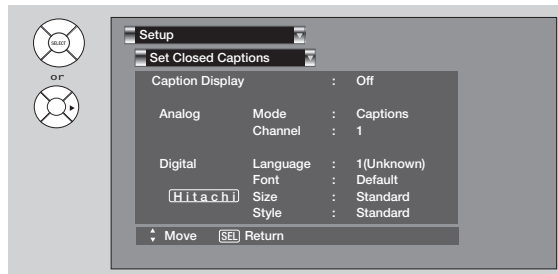 SELECT
or
Setup
Set Closed Captions
Caption Display : Off
Analog Mode : Captions
Channel : 1
Digital Language : 1(Unknown)
Font : Default
Hitachi Size : Standard
Style : Standard
Move SEL Return